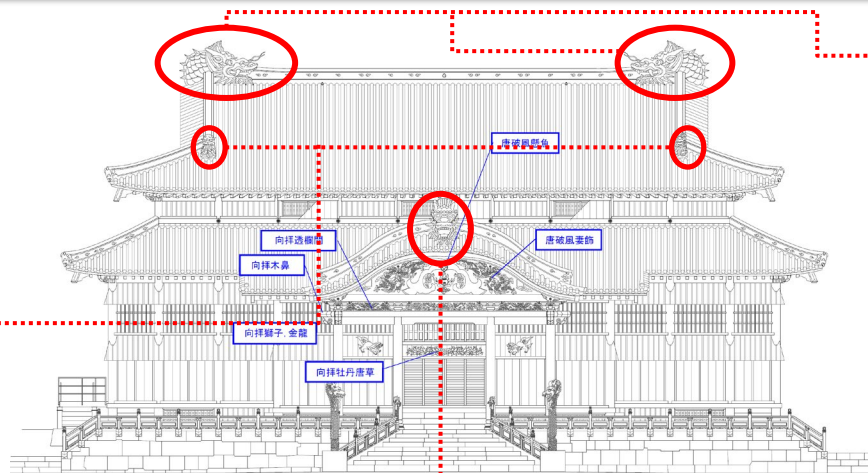 唐破風懸魚
向拝透欄間
唐破風妻飾
向拝木鼻
向拝獅子、金龍
向拝牡丹唐草